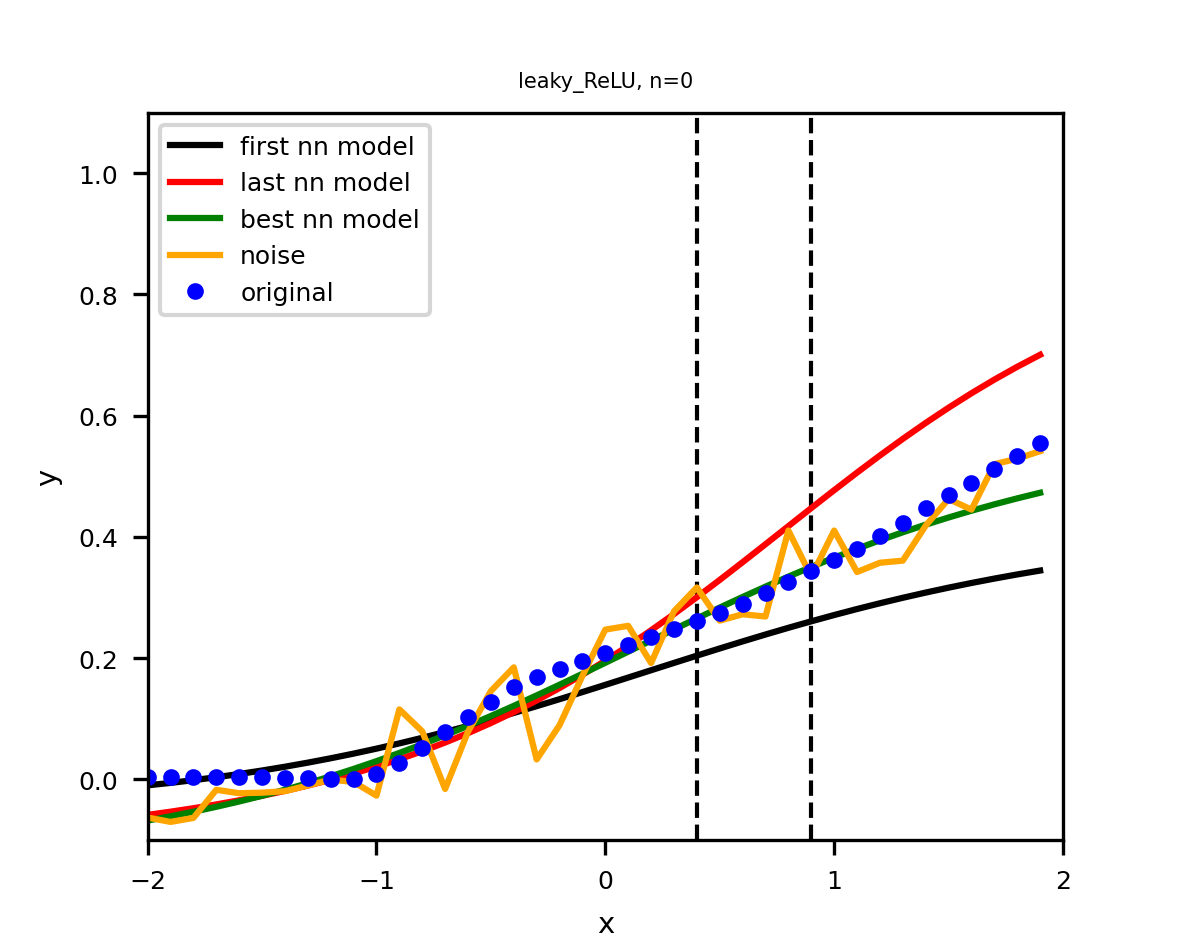 leaky_ReLU, n=0
first nn model
last nn model
best nn model
noise
original
1.0
0.8
0.6
0.4
0.2
0.0
y
−2
−1
0
1
2
x